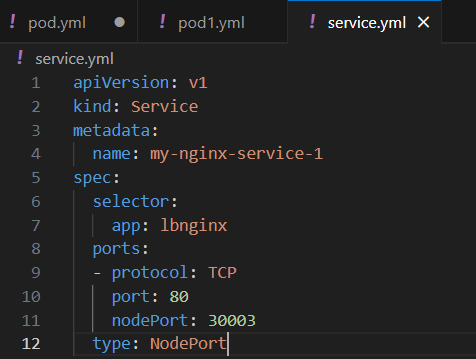 ! pod.yml ● ! pod1.yml ! service.yml ×
! service.yml
1 apiVersion: v1
2 kind: Service
3 metadata:
4   name: my-nginx-service-1
5 spec:
6   selector:
7     app: lbnginx
8   ports:
9   - protocol: TCP
10     port: 80
11     nodePort: 30003
12   type: NodePort